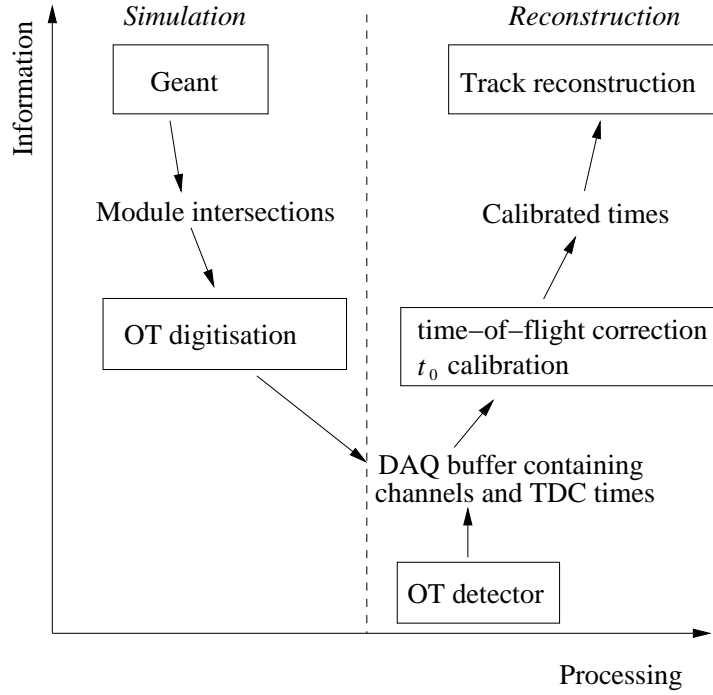 Simulation
Reconstruction
Information
Geant
Track reconstruction
Module intersections
Calibrated times
OT digitisation
time−of−flight correction
t0 calibration
DAQ buffer containing
channels and TDC times
OT detector
Processing